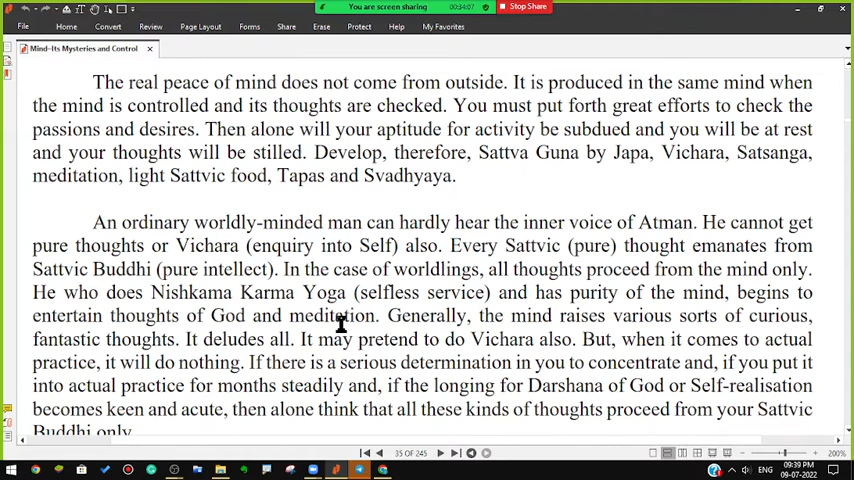 You are screen sharing 00:34:07 Stop Share
File Home Convert Review Page Layout Forms Share Erase Protect Help My Favorites
Mind–Its Mysteries and Control
The real peace of mind does not come from outside. It is produced in the same mind when
the mind is controlled and its thoughts are checked. You must put forth great efforts to check the
passions and desires. Then alone will your aptitude for activity be subdued and you will be at rest
and your thoughts will be stilled. Develop, therefore, Sattva Guna by Japa, Vichara, Satsanga,
meditation, light Sattvic food, Tapas and Svadhyaya.
An ordinary worldly-minded man can hardly hear the inner voice of Atman. He cannot get
pure thoughts or Vichara (enquiry into Self) also. Every Sattvic (pure) thought emanates from
Sattvic Buddhi (pure intellect). In the case of worldlings, all thoughts proceed from the mind only.
He who does Nishkama Karma Yoga (selfless service) and has purity of the mind, begins to
entertain thoughts of God and meditation. Generally, the mind raises various sorts of curious,
fantastic thoughts. It deludes all. It may pretend to do Vichara also. But, when it comes to actual
practice, it will do nothing. If there is a serious determination in you to concentrate and, if you put it
into actual practice for months steadily and, if the longing for Darshana of God or Self-realisation
becomes keen and acute, then alone think that all these kinds of thoughts proceed from your Sattvic
Buddhi only.
35 OF 245 200%
ENG 09:39 PM
09-07-2022